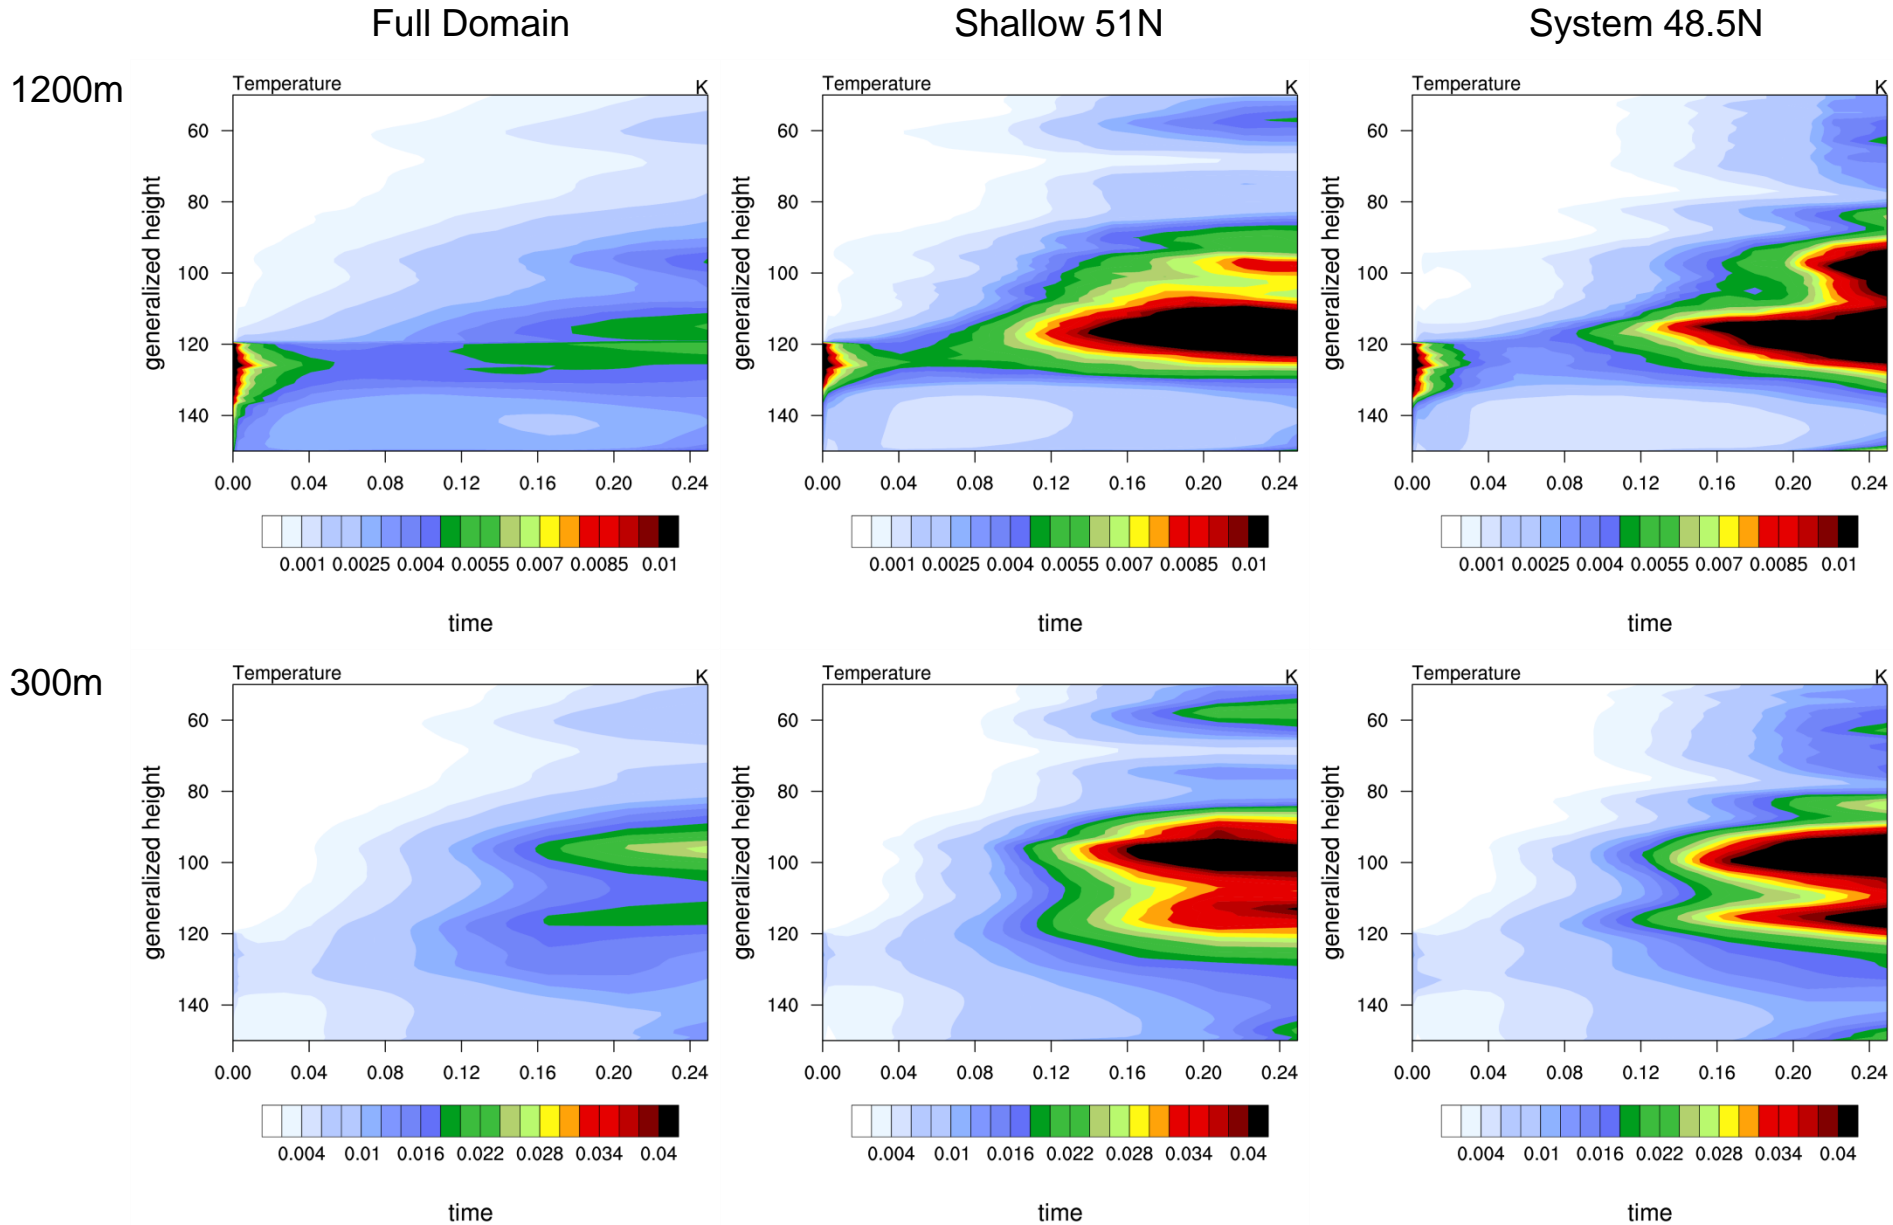 Full Domain Shallow 51N System 48.5N
1200m
Temperature K Temperature K Temperature K
generalized height generalized height generalized height
60 60 60
80 80 80
100 100 100
120 120 120
140 140 140
0.00 0.04 0.08 0.12 0.16 0.20 0.24 0.00 0.04 0.08 0.12 0.16 0.20 0.24 0.00 0.04 0.08 0.12 0.16 0.20 0.24
0.001 0.0025 0.004 0.0055 0.007 0.0085 0.01 0.001 0.0025 0.004 0.0055 0.007 0.0085 0.01 0.001 0.0025 0.004 0.0055 0.007 0.0085 0.01
time time time
300m
Temperature K Temperature K Temperature K
generalized height generalized height generalized height
60 60 60
80 80 80
100 100 100
120 120 120
140 140 140
0.00 0.04 0.08 0.12 0.16 0.20 0.24 0.00 0.04 0.08 0.12 0.16 0.20 0.24 0.00 0.04 0.08 0.12 0.16 0.20 0.24
0.004 0.01 0.016 0.022 0.028 0.034 0.04 0.004 0.01 0.016 0.022 0.028 0.034 0.04 0.004 0.01 0.016 0.022 0.028 0.034 0.04
time time time